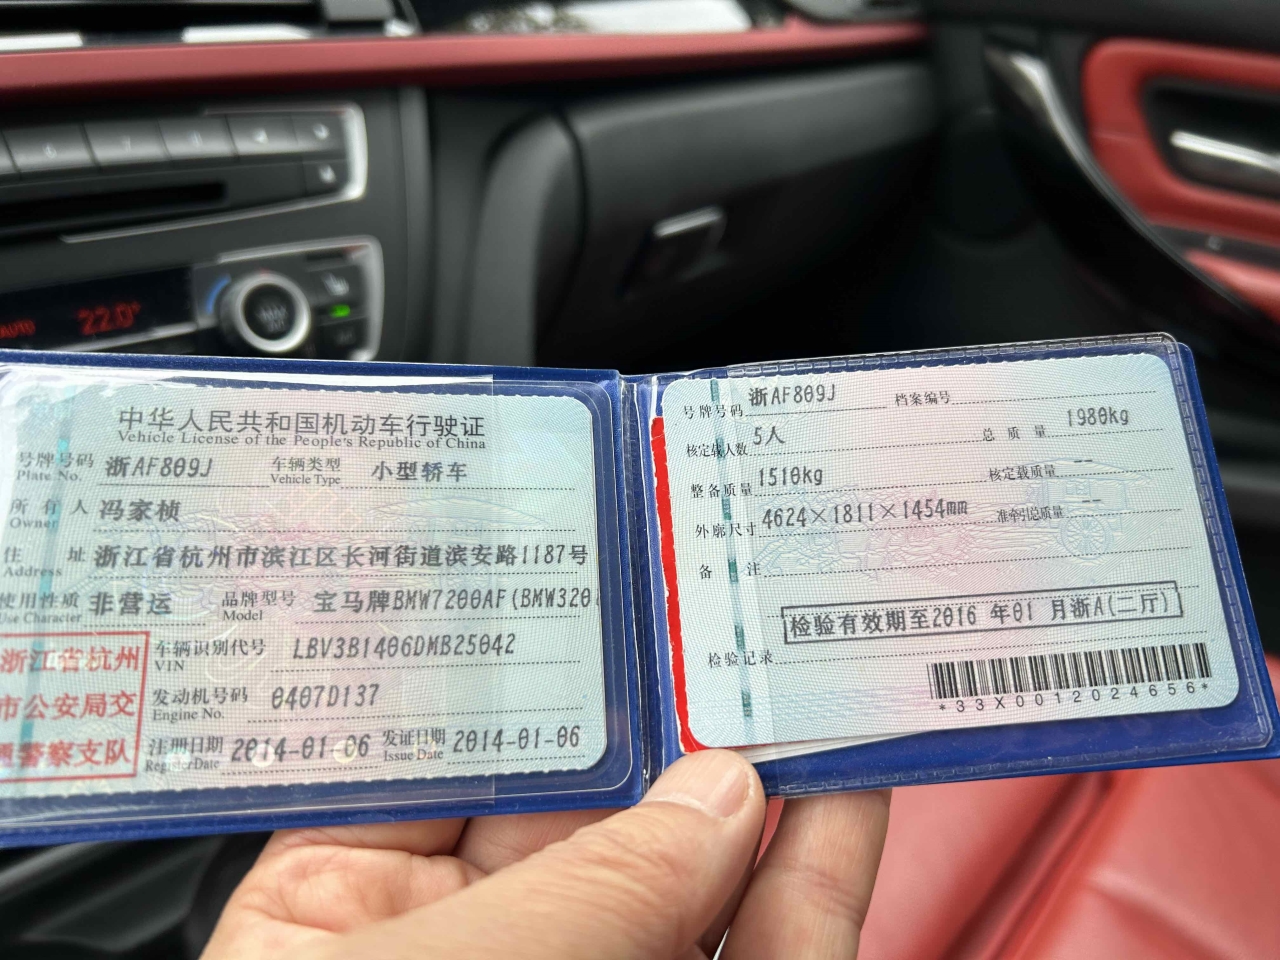 AUTO 22.0°
中华人民共和国机动车行驶证
Vehicle License of the People's Republic of China
号牌号码 浙AF809J 车辆类型 小型轿车
Plate No. Vehicle Type
所有人 冯家桢
Owner
住址 浙江省杭州市滨江区长河街道滨安路1187号
Address
使用性质 非营运 品牌型号 宝马牌BMW7200AF(BMW320
Use Character Model
浙江省杭州
市公安局交
通警察支队
车辆识别代号 LBV3B1406DMB25042
VIN
发动机号码 0407D137
Engine No.
注册日期 2014-01-06 发证日期 2014-01-06
Register Date Issue Date
号牌号码 浙AF809J 档案编号
核定载人数 5人 总质量 1980kg
整备质量 1510kg 核定载质量 --
外廓尺寸 4624×1811×1454mm 准牵引总质量 --
备注
检验有效期至2016 年01 月浙A(二厅)
检验记录
*33X0012024656*